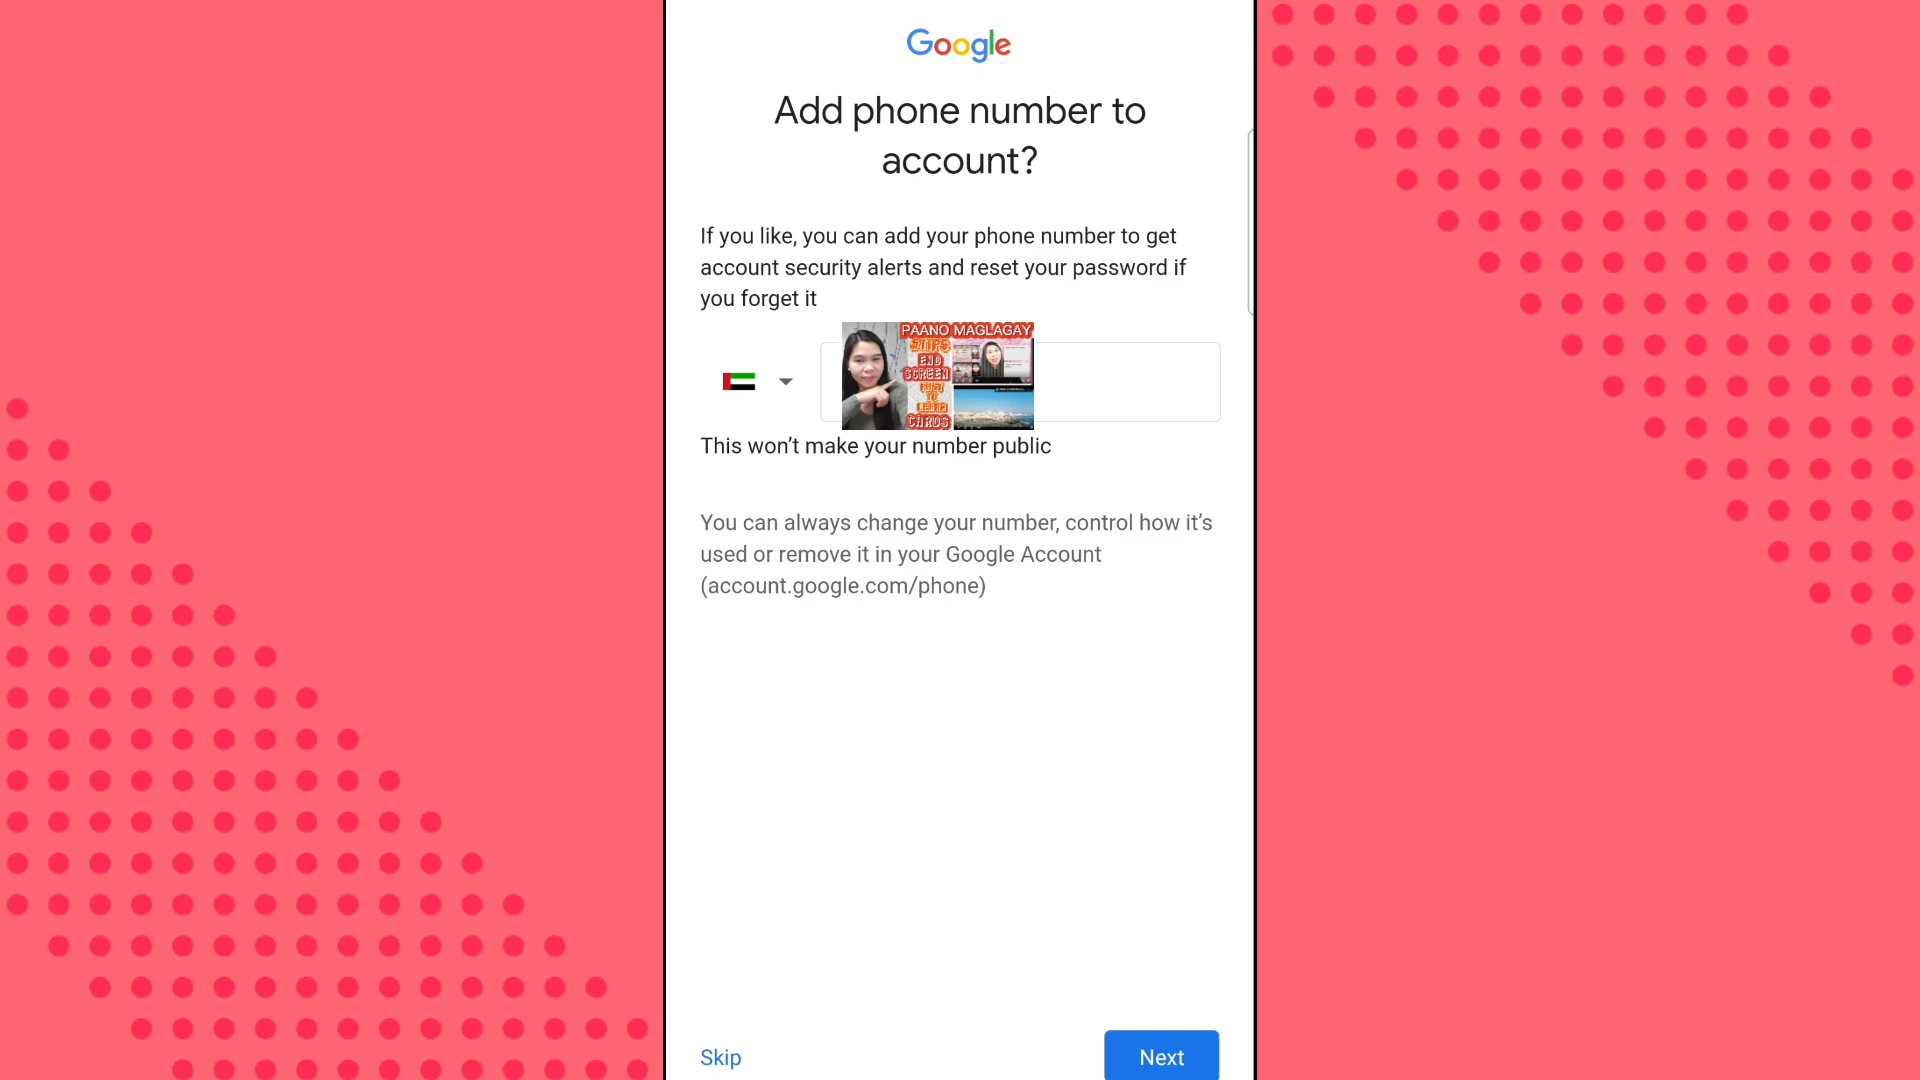 Google
Add phone number to
account?
If you like, you can add your phone number to get
account security alerts and reset your password if
you forget it
PAANO MAGLAGAY
END
SCREEN
TO
CARDS
This won’t make your number public
You can always change your number, control how it’s
used or remove it in your Google Account
(account.google.com/phone)
Skip
Next